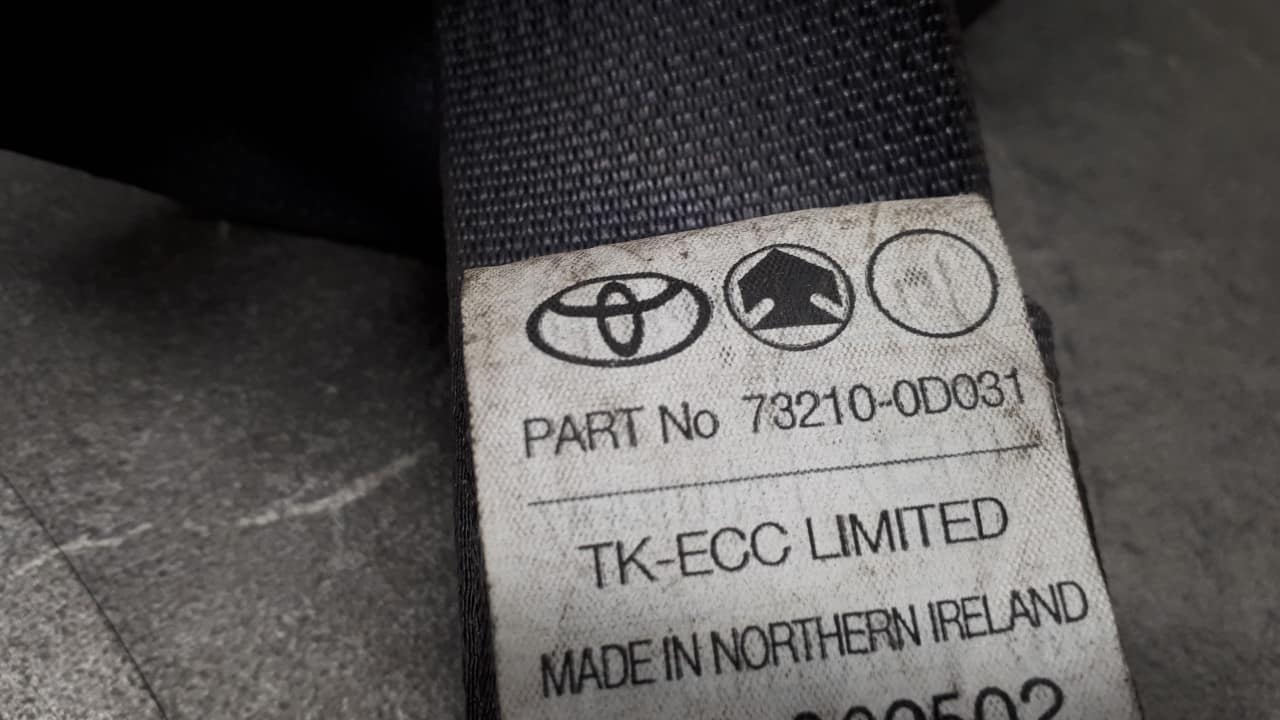 PART No 73210-0D031
TK-ECC LIMITED
MADE IN NORTHERN IRELAND